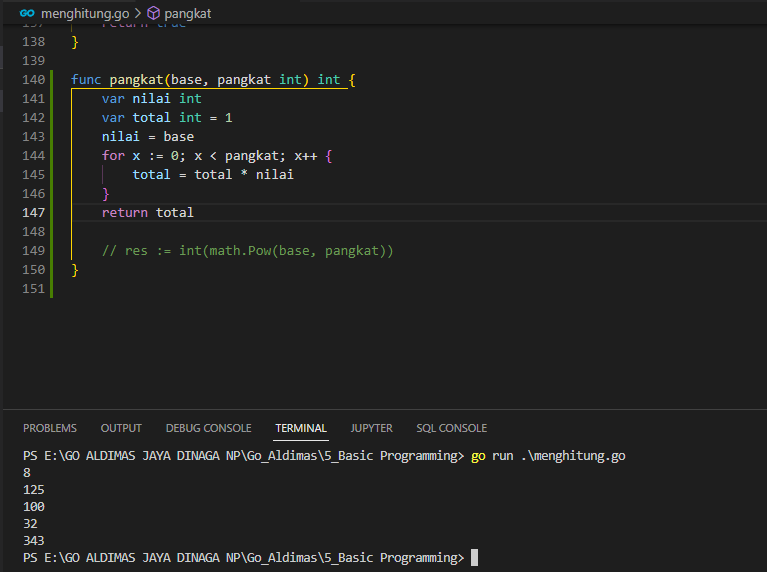 GO menghitung.go > pangkat
137 return true
138 }
139
140 func pangkat(base, pangkat int) int {
141 var nilai int
142 var total int = 1
143 nilai = base
144 for x := 0; x < pangkat; x++ {
145 total = total * nilai
146 }
147 return total
148
149 // res := int(math.Pow(base, pangkat))
150 }
151
PROBLEMS OUTPUT DEBUG CONSOLE TERMINAL JUPYTER SQL CONSOLE
PS E:\GO ALDIMAS JAYA DINAGA NP\Go_Aldimas\5_Basic Programming> go run .\menghitung.go
8
125
100
32
343
PS E:\GO ALDIMAS JAYA DINAGA NP\Go_Aldimas\5_Basic Programming>